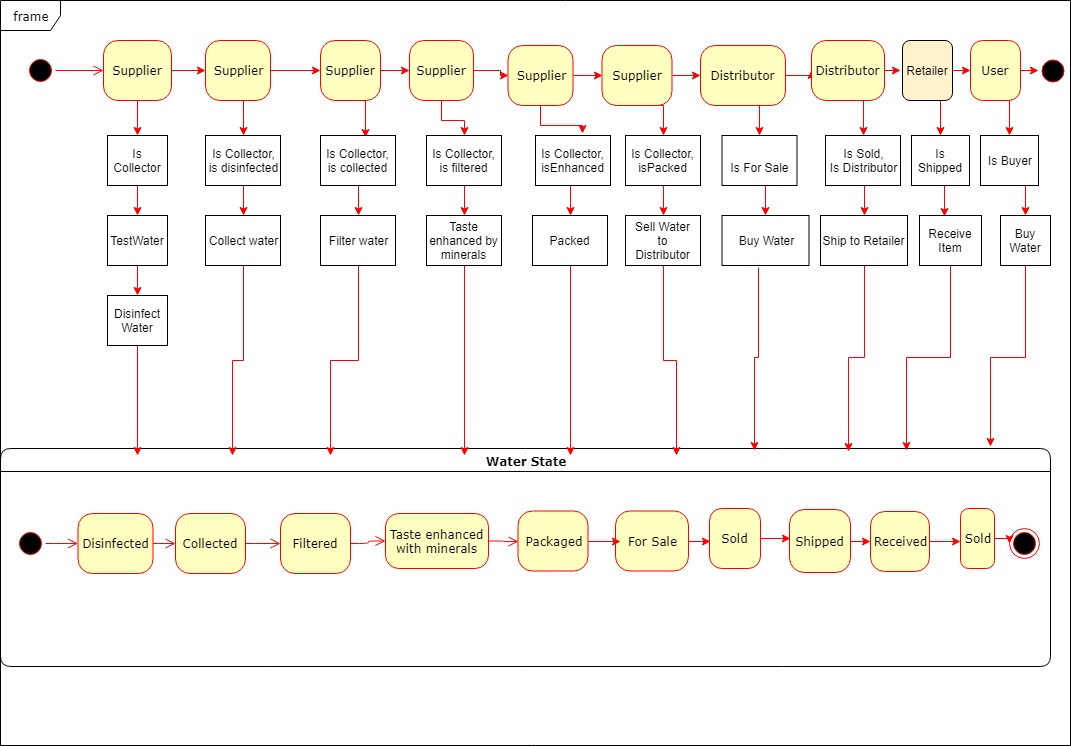 frame
Supplier
Supplier
Supplier
Supplier
Supplier
Supplier
Distributor
Distributor
Retailer
User
Is
Collector
Is Collector,
is disinfected
Is Collector,
is collected
Is Collector,
is filtered
Is Collector,
isEnhanced
Is Collector,
isPacked
Is For Sale
Is Sold,
Is Distributor
Is
Shipped
Is Buyer
TestWater
Collect water
Filter water
Taste
enhanced by
minerals
Packed
Sell Water
to
Distributor
Buy Water
Ship to Retailer
Receive
Item
Buy
Water
Disinfect
Water
Water State
Disinfected
Collected
Filtered
Taste enhanced
with minerals
Packaged
For Sale
Sold
Shipped
Received
Sold